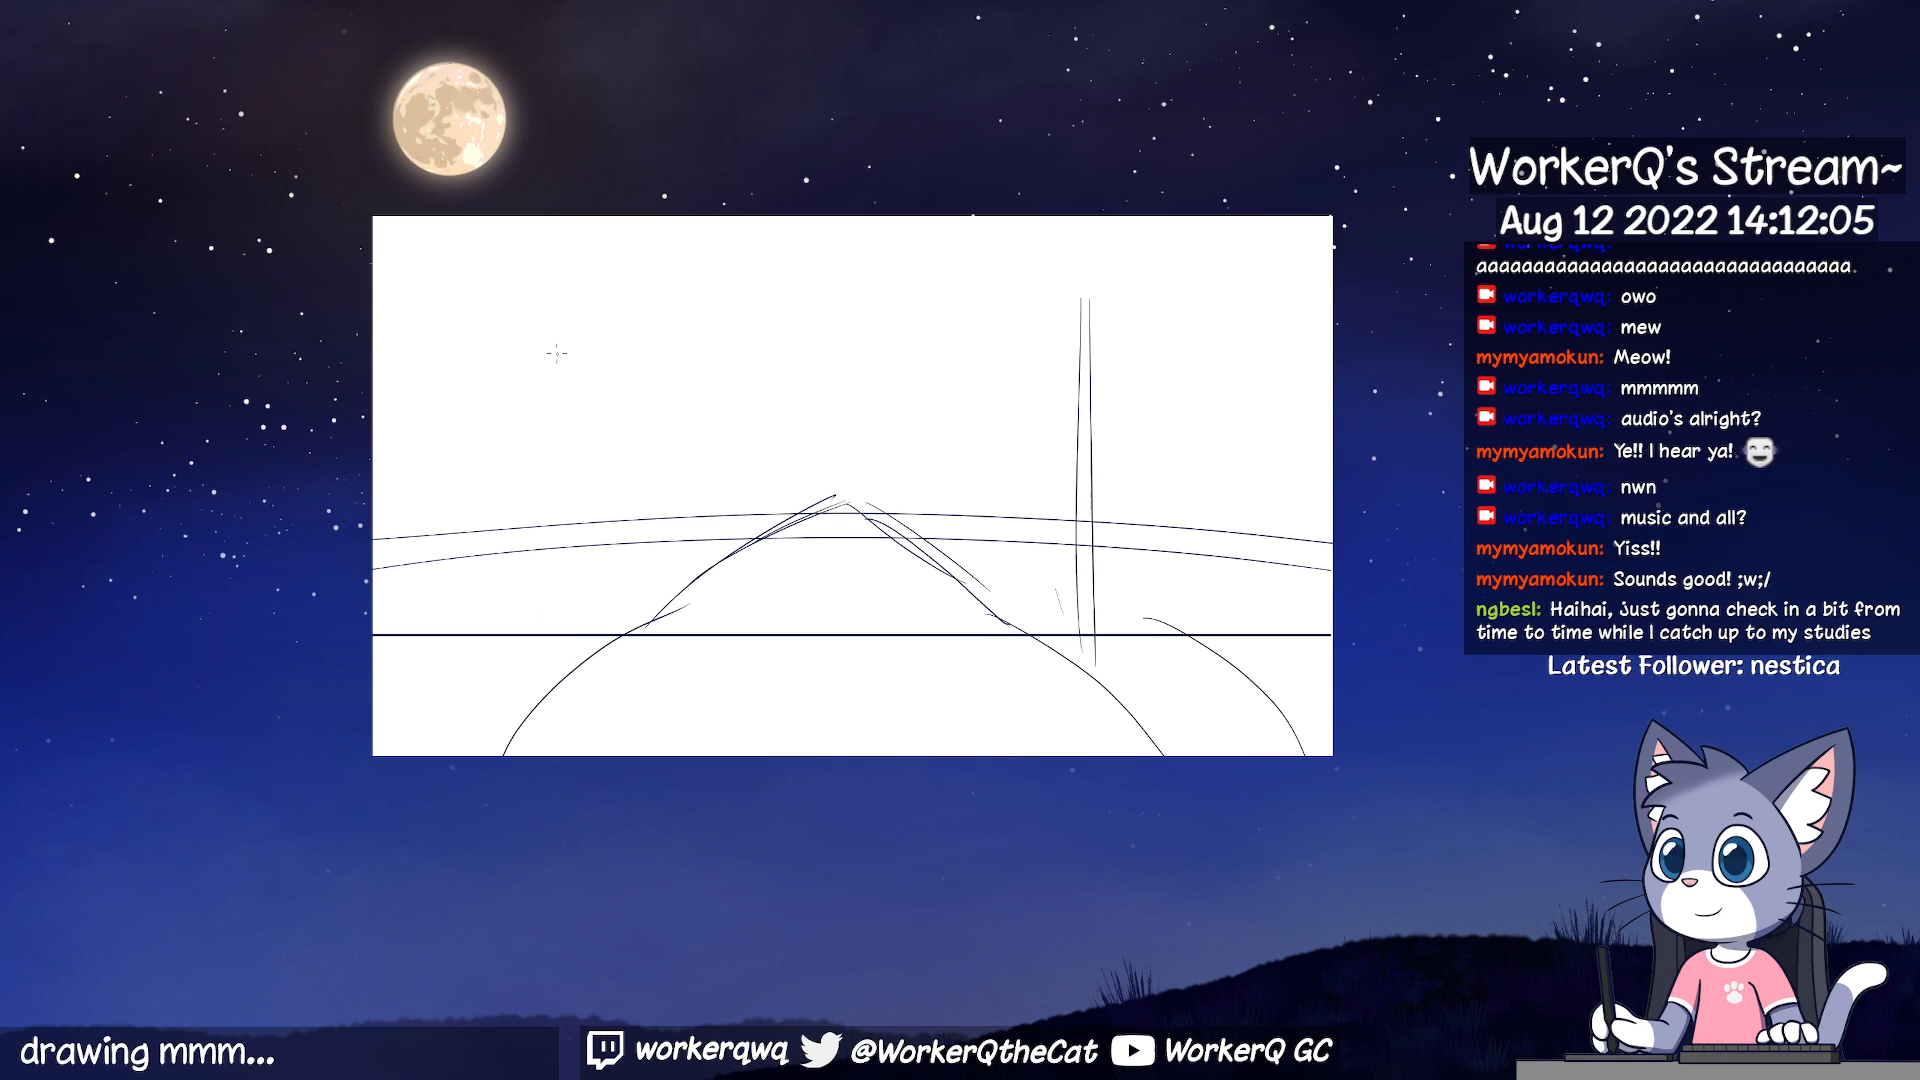 WorkerQ's Stream~
Aug 12 2022 14:12:05
workerqwq:
aaaaaaaaaaaaaaaaaaaaaaaaaaaaaaaaa
workerqwq: owo
workerqwq: mew
mymyamokun: Meow!
workerqwq: mmmmm
workerqwq: audio's alright?
mymyamokun: Ye!! I hear ya!
workerqwq: nwn
workerqwq: music and all?
mymyamokun: Yiss!!
mymyamokun: Sounds good! ;w;/
ngbesl: Haihai, just gonna check in a bit from
time to time while I catch up to my studies
Latest Follower: nestica
drawing mmm...
workerqwq @WorkerQtheCat WorkerQ GC